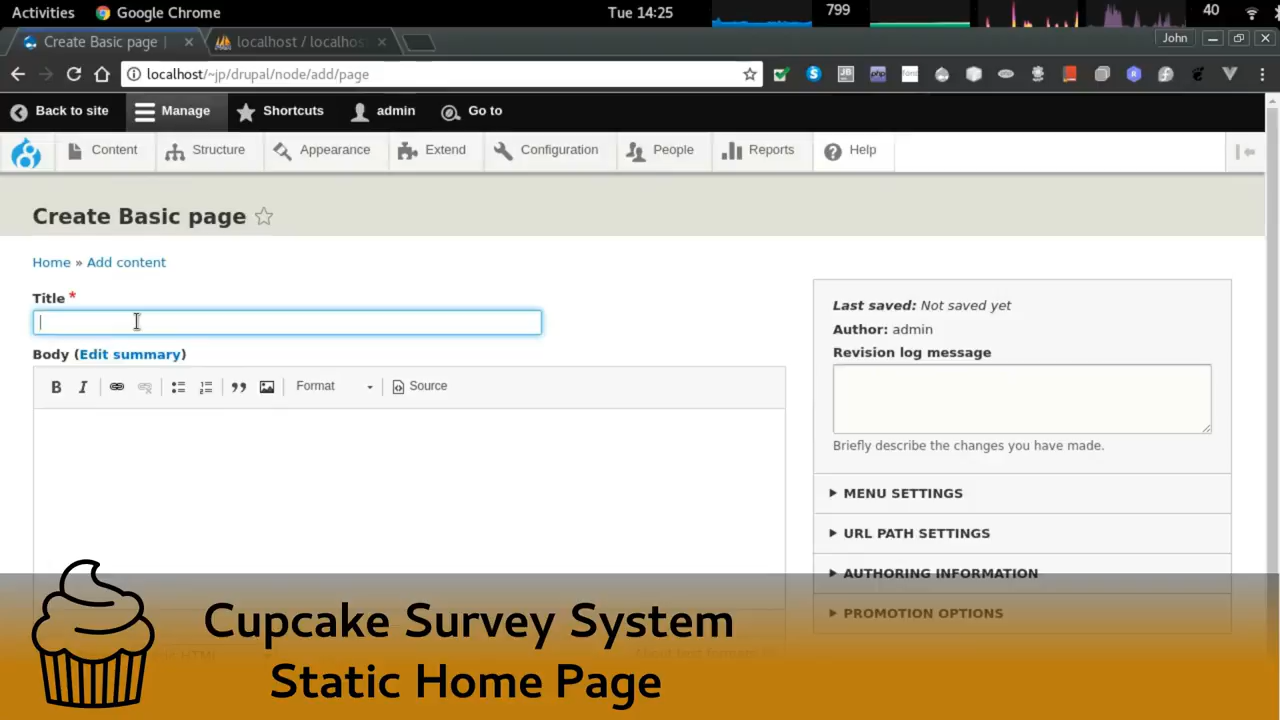 Activities Google Chrome Tue 14:25 799 40
Create Basic page | localhost / localhos John
localhost/~jp/drupal/node/add/page
Back to site Manage Shortcuts admin Go to
Content Structure Appearance Extend Configuration People Reports Help
Create Basic page
Home » Add content
Title *
Body (Edit summary)
B I Format Source
Last saved: Not saved yet
Author: admin
Revision log message
Briefly describe the changes you have made.
MENU SETTINGS
URL PATH SETTINGS
AUTHORING INFORMATION
PROMOTION OPTIONS
Cupcake Survey System
Static Home Page